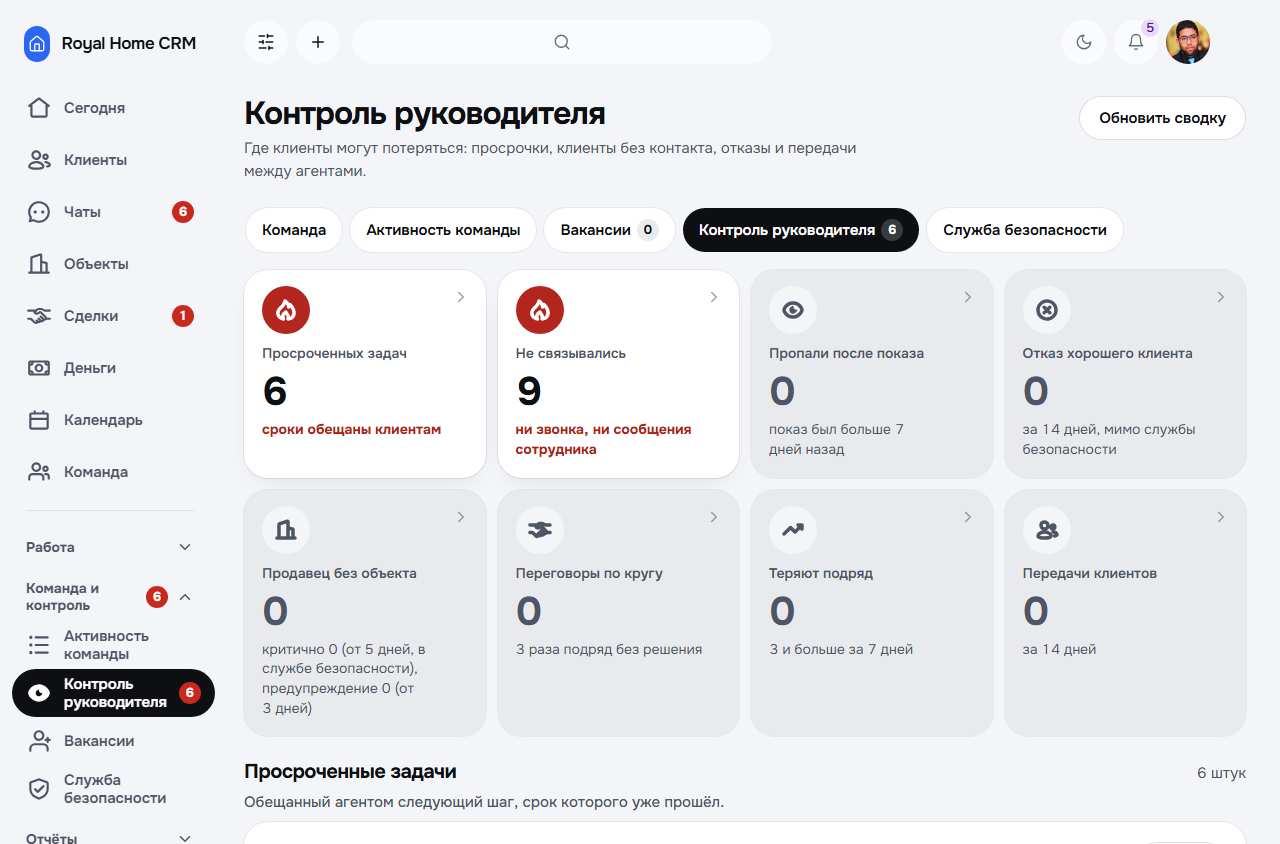 Royal Home CRM
5
Сегодня
Клиенты
Чаты 6
Объекты
Сделки 1
Деньги
Календарь
Команда
Работа
Команда и
контроль 6
Активность
команды
Контроль
руководителя 6
Вакансии
Служба
безопасности
Отчёты
Контроль руководителя
Обновить сводку
Где клиенты могут потеряться: просрочки, клиенты без контакта, отказы и передачи
между агентами.
Команда
Активность команды
Вакансии 0
Контроль руководителя 6
Служба безопасности
Просроченных задач
6
сроки обещаны клиентам
Не связывались
9
ни звонка, ни сообщения
сотрудника
Пропали после показа
0
показ был больше 7
дней назад
Отказ хорошего клиента
0
за 14 дней, мимо службы
безопасности
Продавец без объекта
0
критично 0 (от 5 дней, в
службе безопасности),
предупреждение 0 (от
3 дней)
Переговоры по кругу
0
3 раза подряд без решения
Теряют подряд
0
3 и больше за 7 дней
Передачи клиентов
0
за 14 дней
Просроченные задачи
6 штук
Обещанный агентом следующий шаг, срок которого уже прошёл.